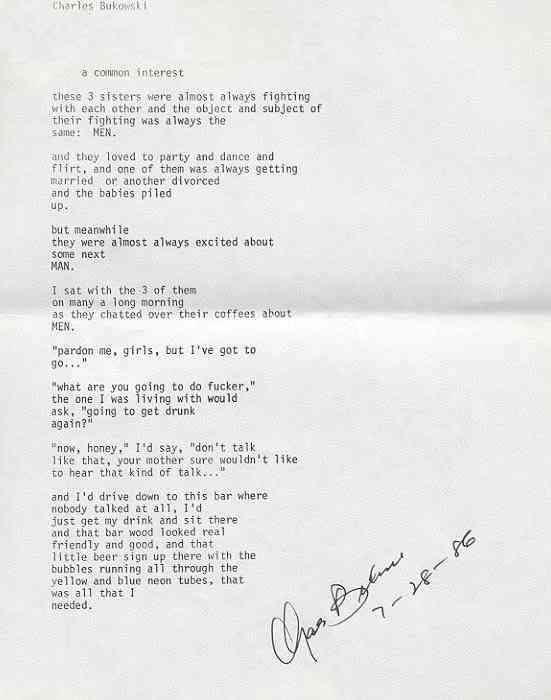 Charles Bukowski
a common interest
these 3 sisters were almost always fighting
with each other and the object and subject of
their fighting was always the
same: MEN.
and they loved to party and dance and
flirt, and one of them was always getting
married or another divorced
and the babies piled
up.
but meanwhile
they were almost always excited about
some next
MAN.
I sat with the 3 of them
on many a long morning
as they chatted over their coffees about
MEN.
"pardon me, girls, but I've got to
go..."
"what are you going to do fucker,"
the one I was living with would
ask, "going to get drunk
again?"
"now, honey," I'd say, "don't talk
like that, your mother sure wouldn't like
to hear that kind of talk..."
and I'd drive down to this bar where
nobody talked at all, I'd
just get my drink and sit there
and that bar wood looked real
friendly and good, and that
little beer sign up there with the
bubbles running all through the
yellow and blue neon tubes, that
was all that I
needed.
7-28-86